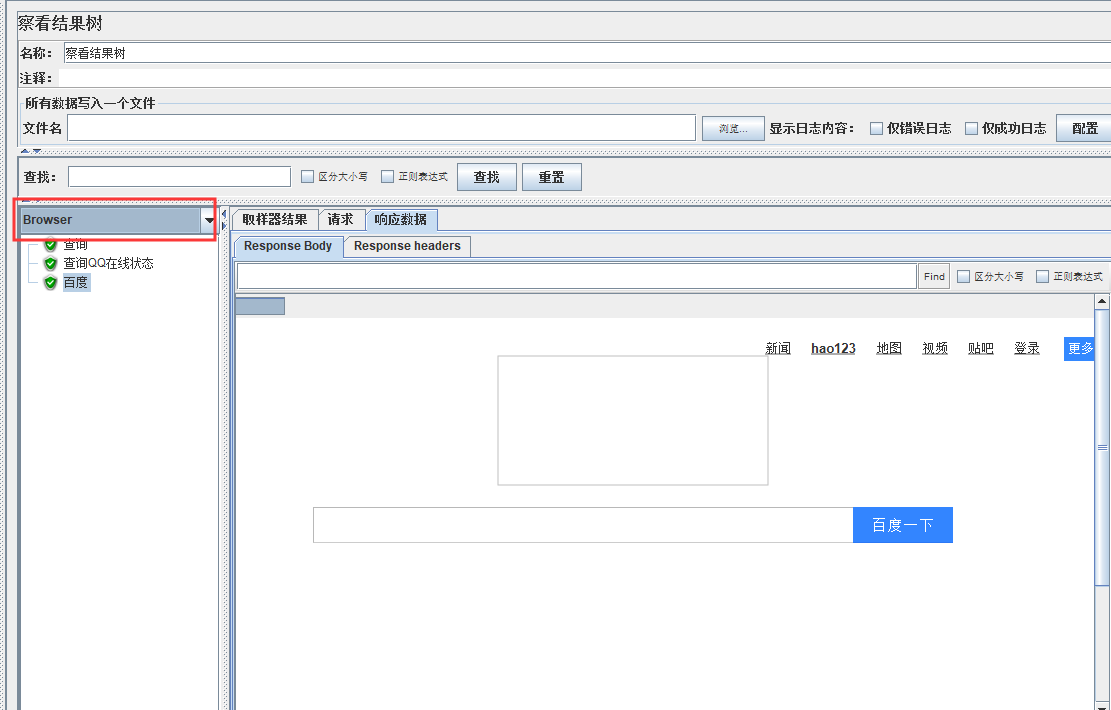 察看结果树
名称： 察看结果树
注释：
所有数据写入一个文件
文件名 浏览... 显示日志内容： 仅错误日志 仅成功日志 配置
查找： 区分大小写 正则表达式 查找 重置
Browser
取样器结果 请求 响应数据
查询
查询QQ在线状态
百度
Response Body Response headers
Find 区分大小写 正则表达式
新闻 hao123 地图 视频 贴吧 登录 更多
百度一下